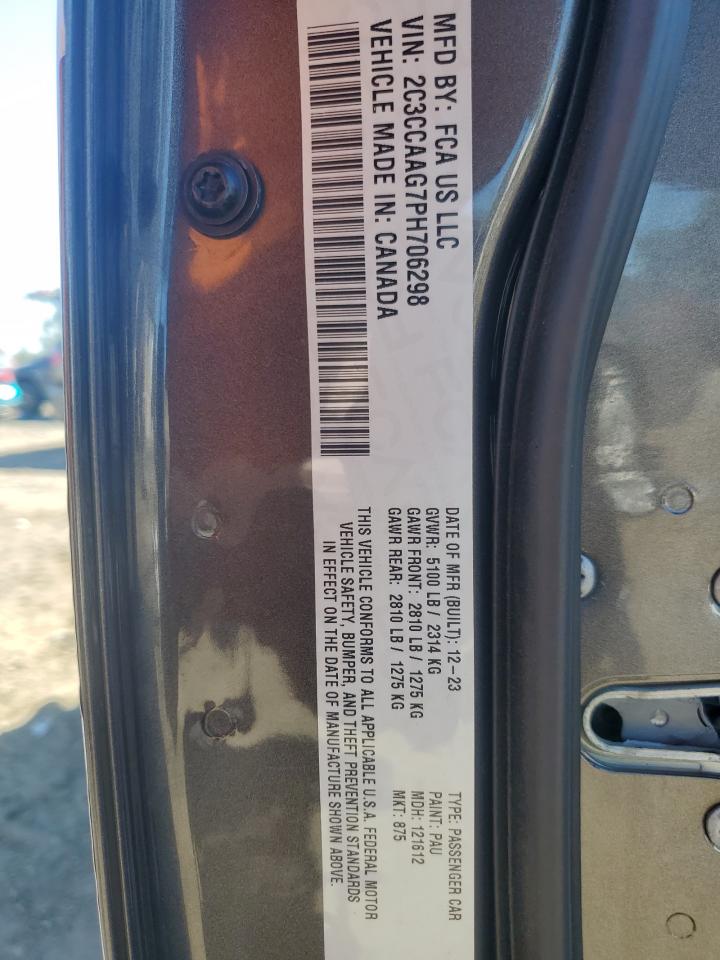 MFD BY: FCA US LLC
VIN: 2C3CCAAG7PH706298
VEHICLE MADE IN: CANADA
DATE OF MFR (BUILT): 12-23
GVWR: 5100 LB / 2314 KG
GAWR FRONT: 2810 LB / 1275 KG
GAWR REAR: 2810 LB / 1275 KG
THIS VEHICLE CONFORMS TO ALL APPLICABLE U.S.A. FEDERAL MOTOR
VEHICLE SAFETY, BUMPER, AND THEFT PREVENTION STANDARDS
IN EFFECT ON THE DATE OF MANUFACTURE SHOWN ABOVE.
TYPE: PASSENGER CAR
PAINT: PAU
MDH: 121612
MKT: 875